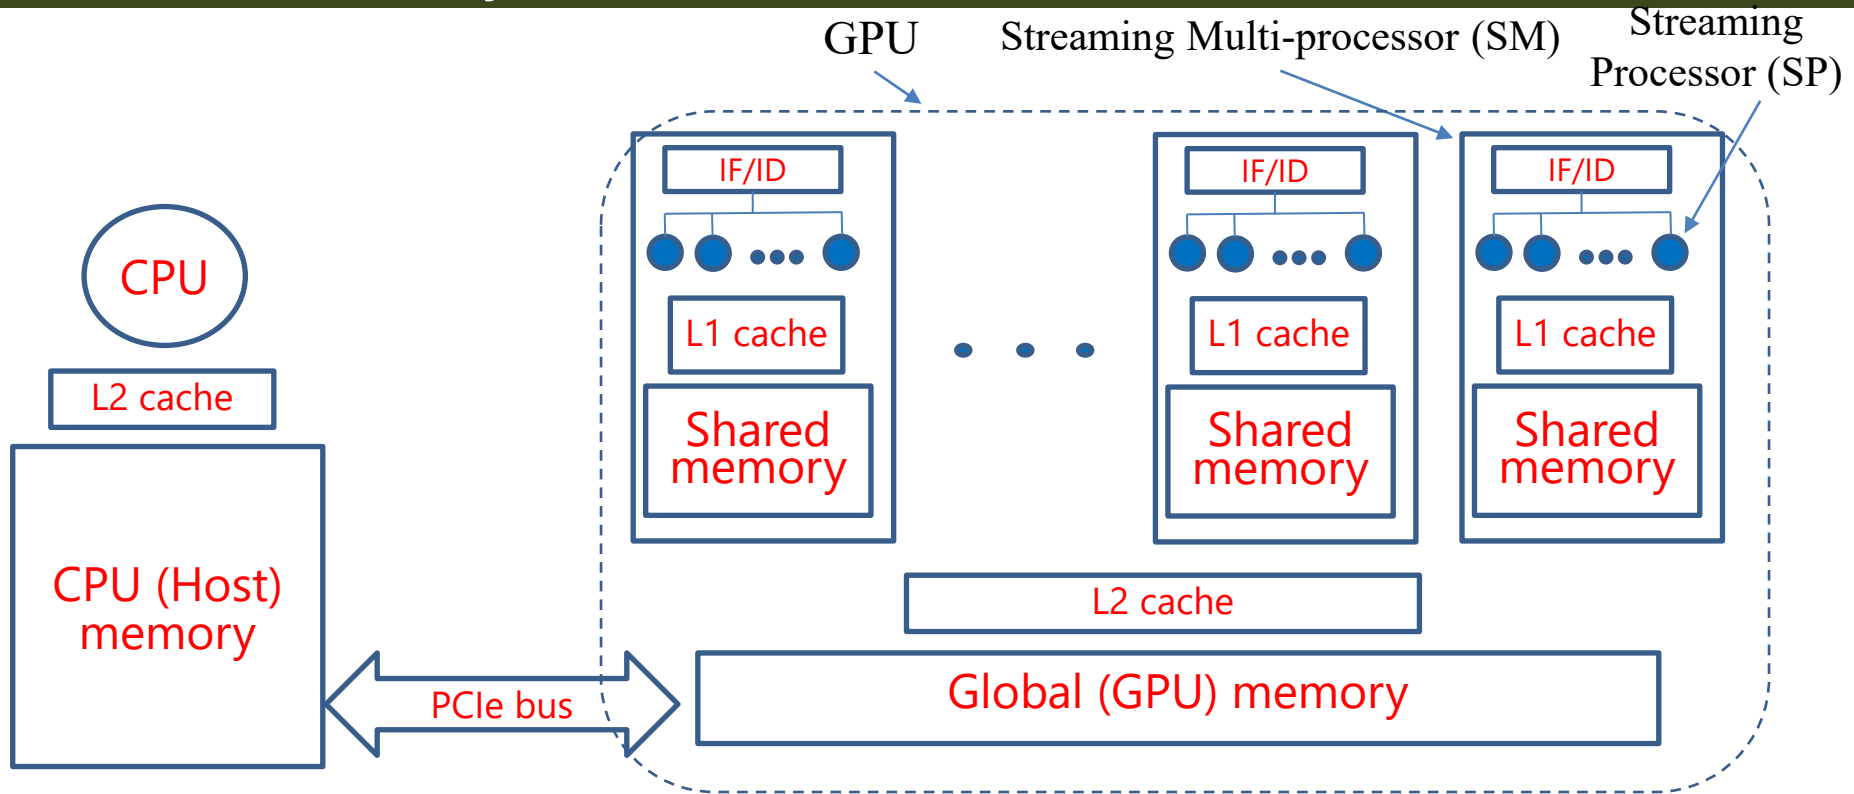 GPU
Streaming Multi-processor (SM)
Streaming
Processor (SP)
IF/ID
IF/ID
IF/ID
CPU
L1 cache
L1 cache
L1 cache
L2 cache
Shared
memory
Shared
memory
Shared
memory
CPU (Host)
memory
L2 cache
PCIe bus
Global (GPU) memory